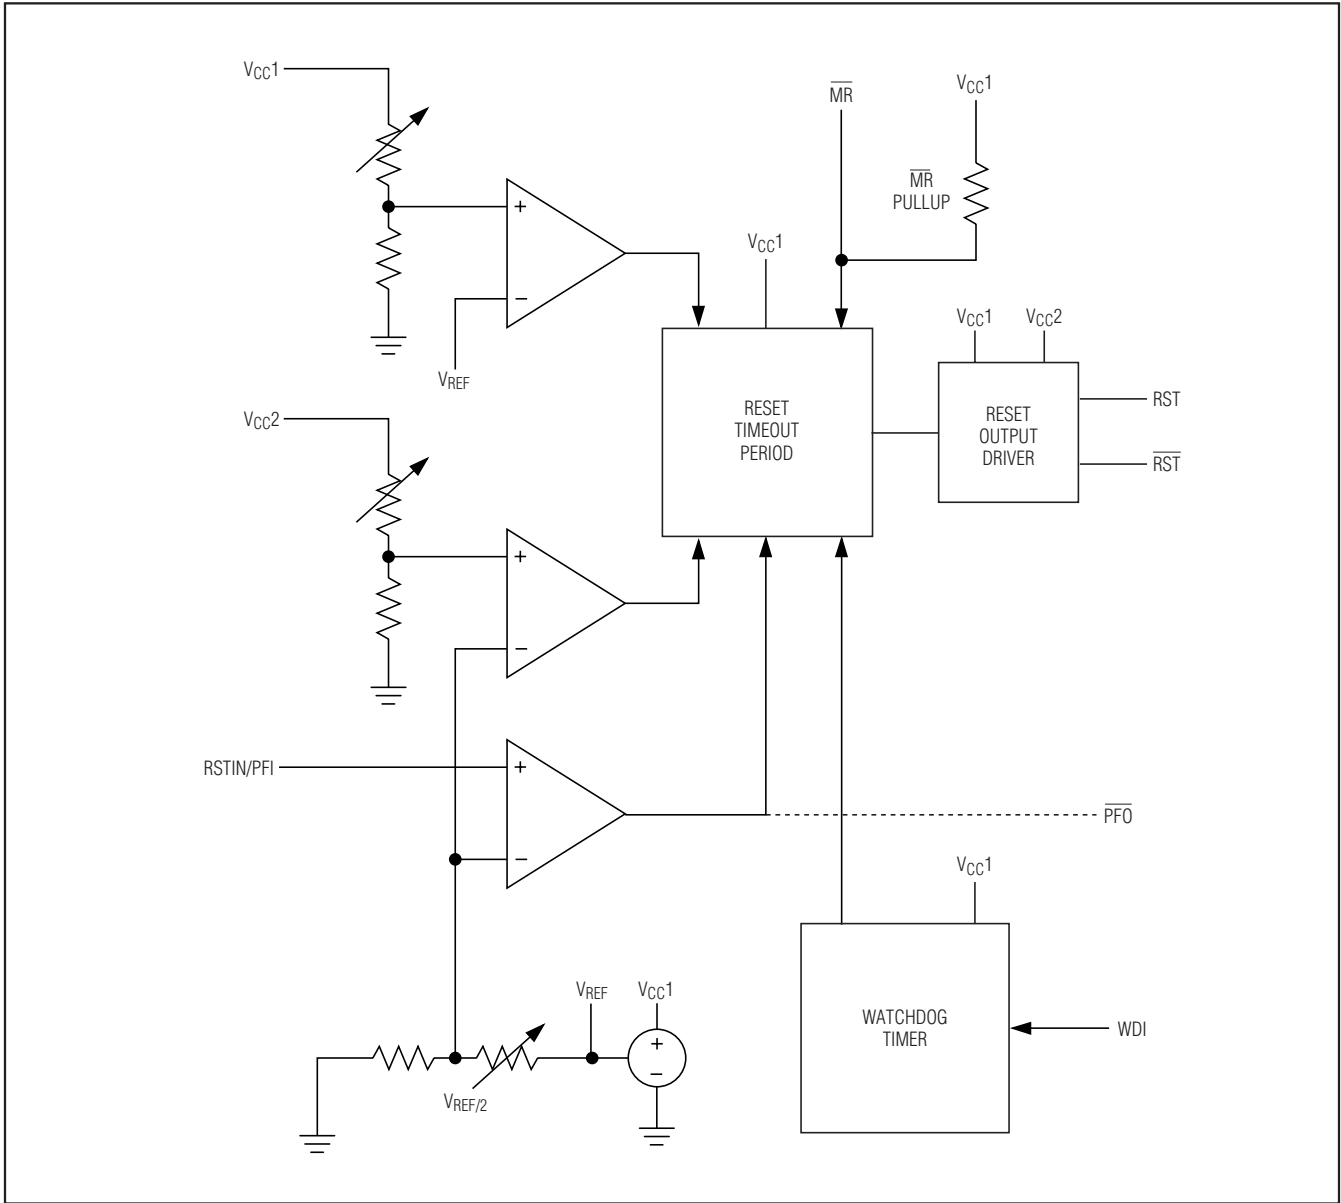 VCC1
MR
VCC1
MR
PULLUP
+
VCC1
−
VCC1
VCC2
VREF
RST
RESET
TIMEOUT
PERIOD
RESET
OUTPUT
DRIVER
VCC2
RST
+
−
RSTIN/PFI
+
PFO
−
VCC1
VREF
VCC1
WATCHDOG
TIMER
WDI
+
−
VREF/2